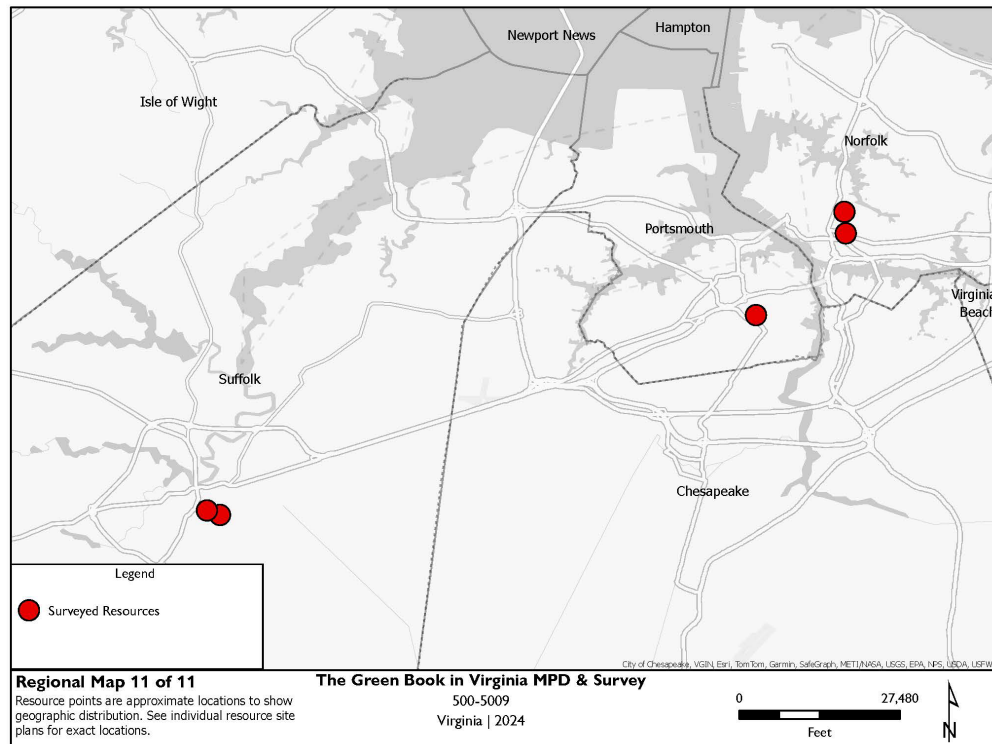 Newport News
Hampton
Isle of Wight
Norfolk
Portsmouth
Virginia
Beach
Suffolk
Chesapeake
Legend
Surveyed Resources
City of Chesapeake, VGIN, Esri, TomTom, Garmin, SafeGraph, METI/NASA, USGS, EPA, NPS, USDA, USFW
Regional Map 11 of 11
Resource points are approximate locations to show
geographic distribution. See individual resource site
plans for exact locations.
The Green Book in Virginia MPD & Survey
500-5009
Virginia | 2024
0 27,480
Feet
N